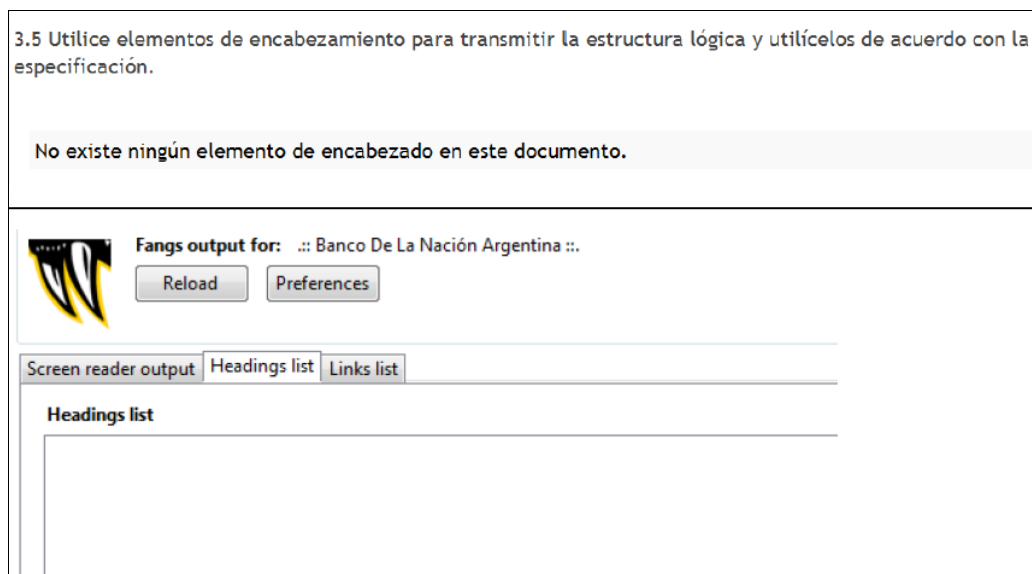 3.5 Utilice elementos de encabezamiento para transmitir la estructura lógica y utilícelos de acuerdo con la
especificación.
No existe ningún elemento de encabezado en este documento.
Fangs output for: .:: Banco De La Nación Argentina ::.
Reload Preferences
Screen reader output Headings list Links list
Headings list